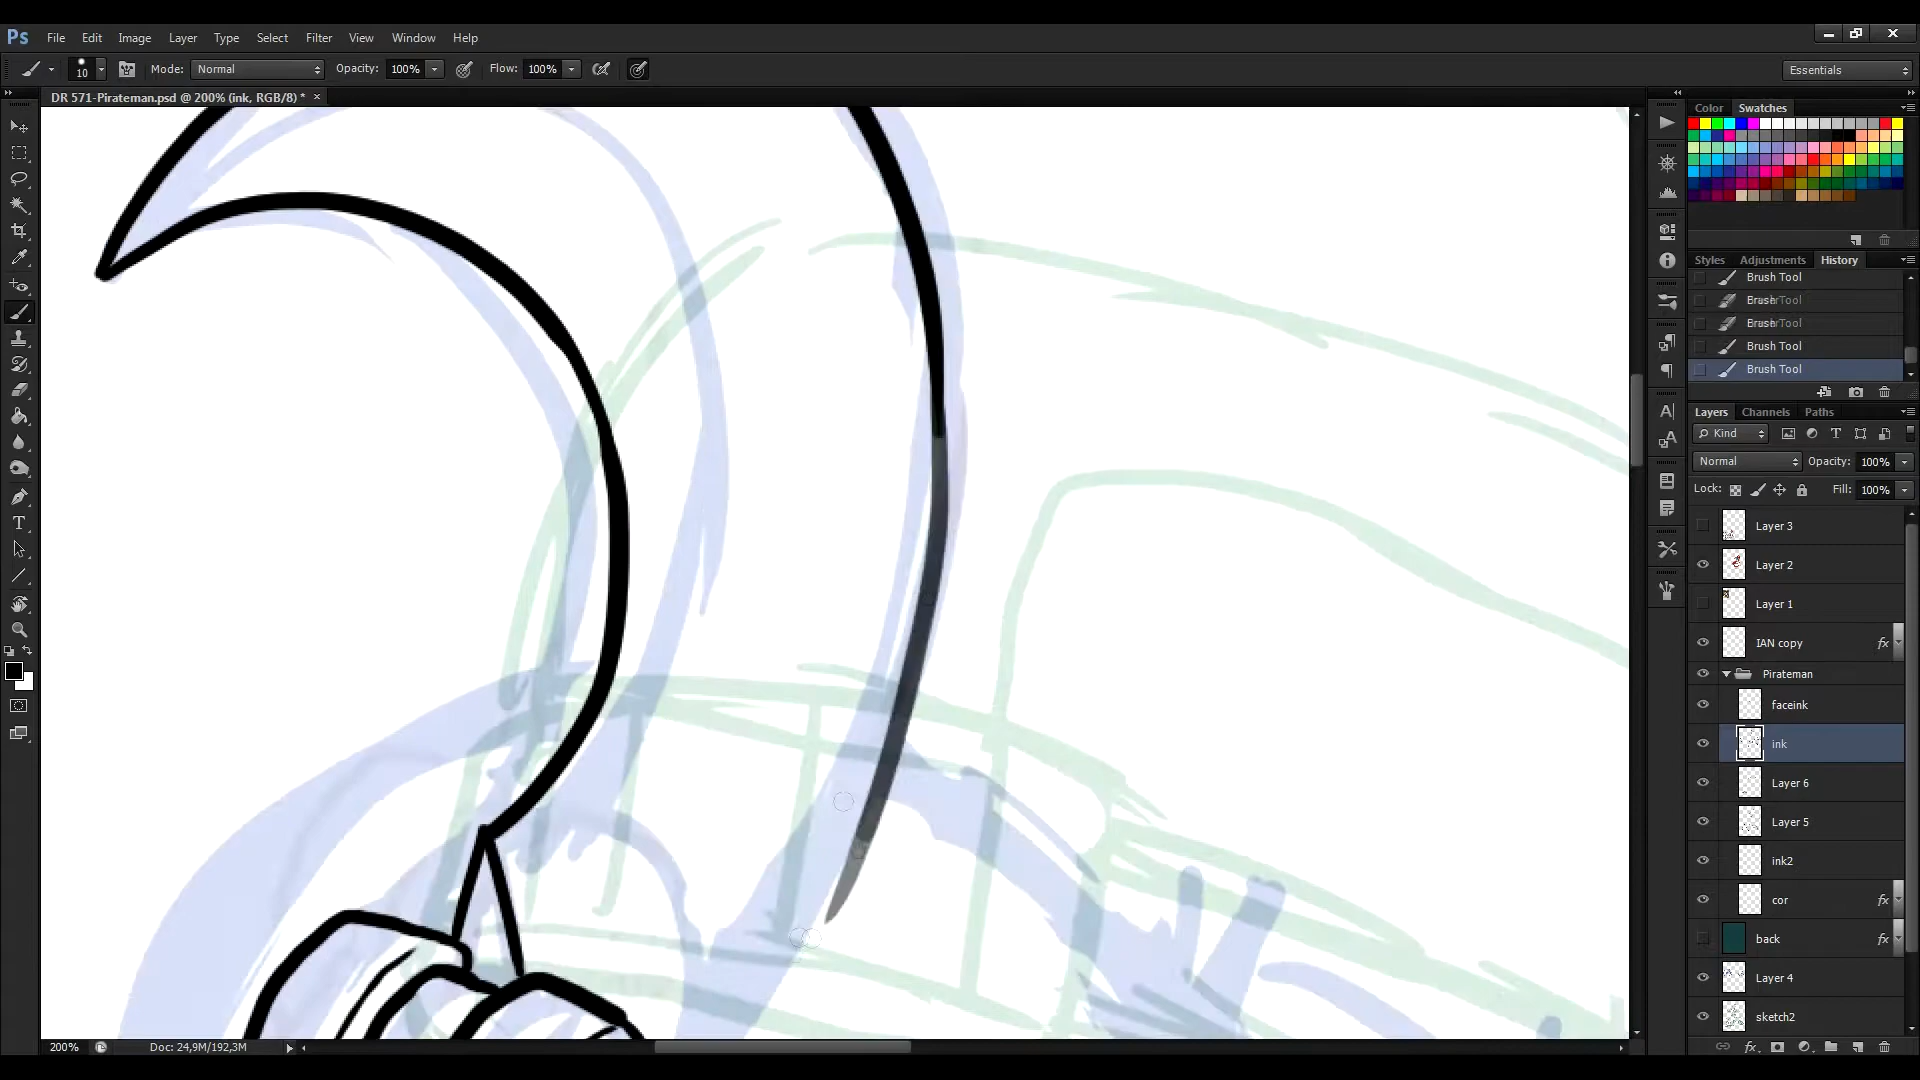 Ps File Edit Image Layer Type Select Filter View Window Help
10 Mode: Normal Opacity: 100% Flow: 100% Essentials
DR 571-Pirateman.psd @ 200% (ink, RGB/8) * ×
Color Swatches
Styles Adjustments History
Brush Tool
Tool
Tool
Brush Tool
Brush Tool
Layers Channels Paths
Kind
Normal Opacity: 100%
Lock: Fill: 100%
Layer 3
Layer 2
Layer 1
IAN copy fx
Pirateman
faceink
ink
Layer 6
Layer 5
ink2
cor fx
back fx
Layer 4
sketch2
200% Doc: 24,9M/192,3M